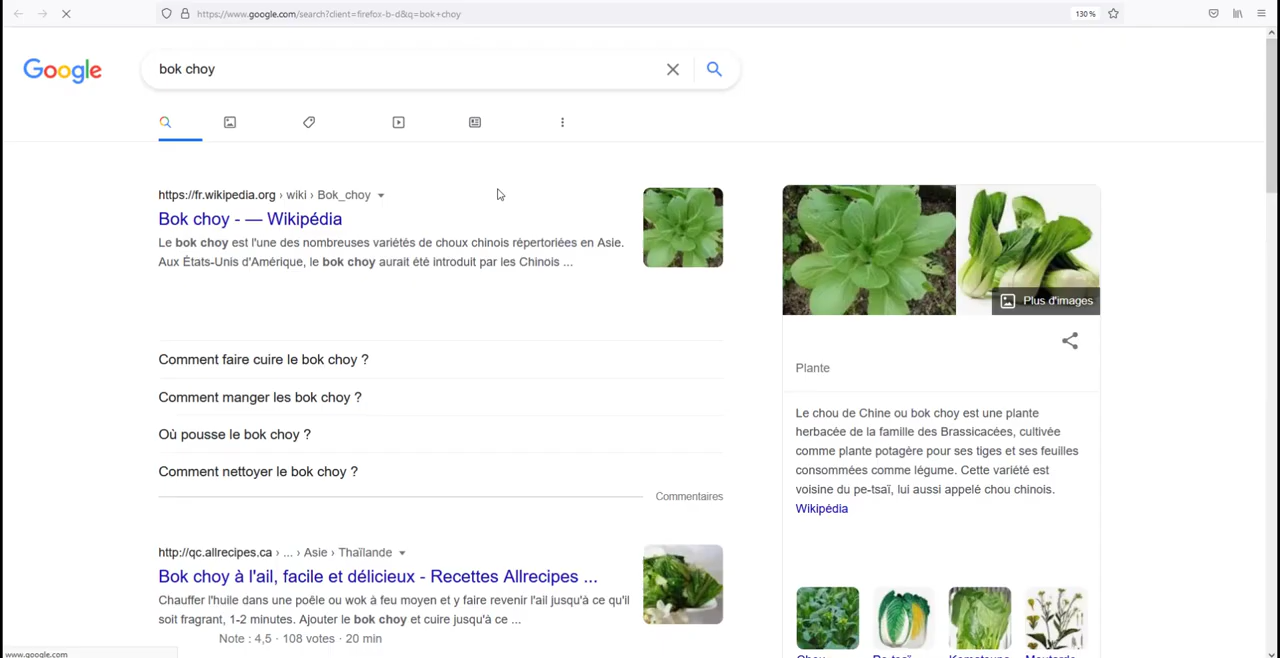 https://www.google.com/search?client=firefox-b-d&q=bok+choy
130 %
Google
bok choy
https://fr.wikipedia.org › wiki › Bok_choy
Bok choy - — Wikipédia
Le bok choy est l'une des nombreuses variétés de choux chinois répertoriées en Asie.
Aux États-Unis d'Amérique, le bok choy aurait été introduit par les Chinois ...
Comment faire cuire le bok choy ?
Comment manger les bok choy ?
Où pousse le bok choy ?
Comment nettoyer le bok choy ?
Commentaires
http://qc.allrecipes.ca › ... › Asie › Thaïlande
Bok choy à l'ail, facile et délicieux - Recettes Allrecipes ...
Chauffer l'huile dans une poêle ou wok à feu moyen et y faire revenir l'ail jusqu'à ce qu'il
soit fragrant, 1-2 minutes. Ajouter le bok choy et cuire jusqu'à ce ...
Note : 4,5 · 108 votes · 20 min
Plus d'images
Plante
Le chou de Chine ou bok choy est une plante
herbacée de la famille des Brassicacées, cultivée
comme plante potagère pour ses tiges et ses feuilles
consommées comme légume. Cette variété est
voisine du pe-tsaï, lui aussi appelé chou chinois.
Wikipédia
www.google.com